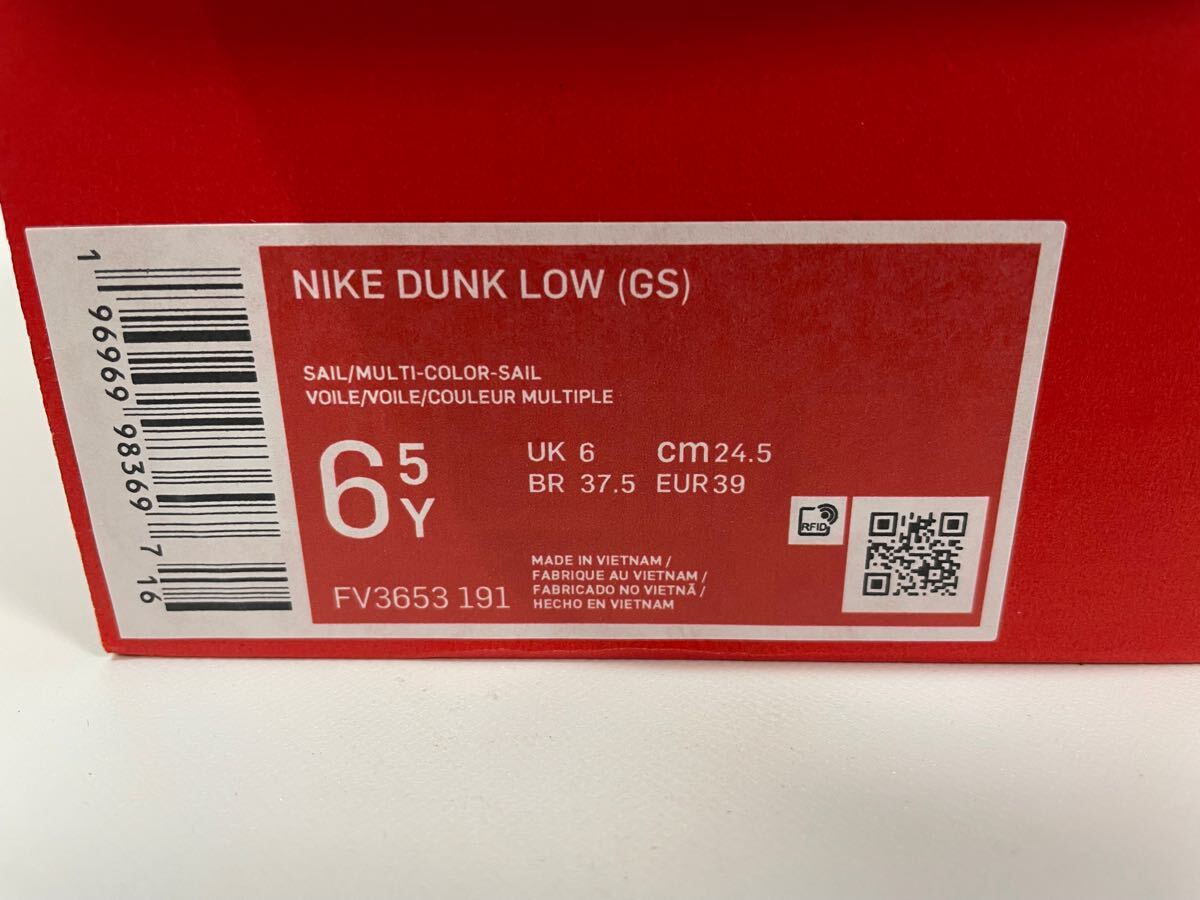 NIKE DUNK LOW (GS)
SAIL/MULTI-COLOR-SAIL
VOILE/VOILE/COULEUR MULTIPLE
6 5 Y
UK 6 cm 24.5
BR 37.5 EUR 39
RFID
FV3653 191
MADE IN VIETNAM /
FABRIQUE AU VIETNAM /
FABRICADO NO VIETNÃ /
HECHO EN VIETNAM
1 96969 98369 7 16